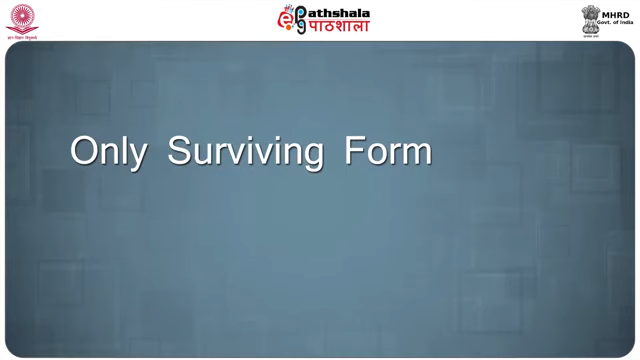 Pathshala
पाठशाला
MHRD
Govt. of India
Only Surviving Form